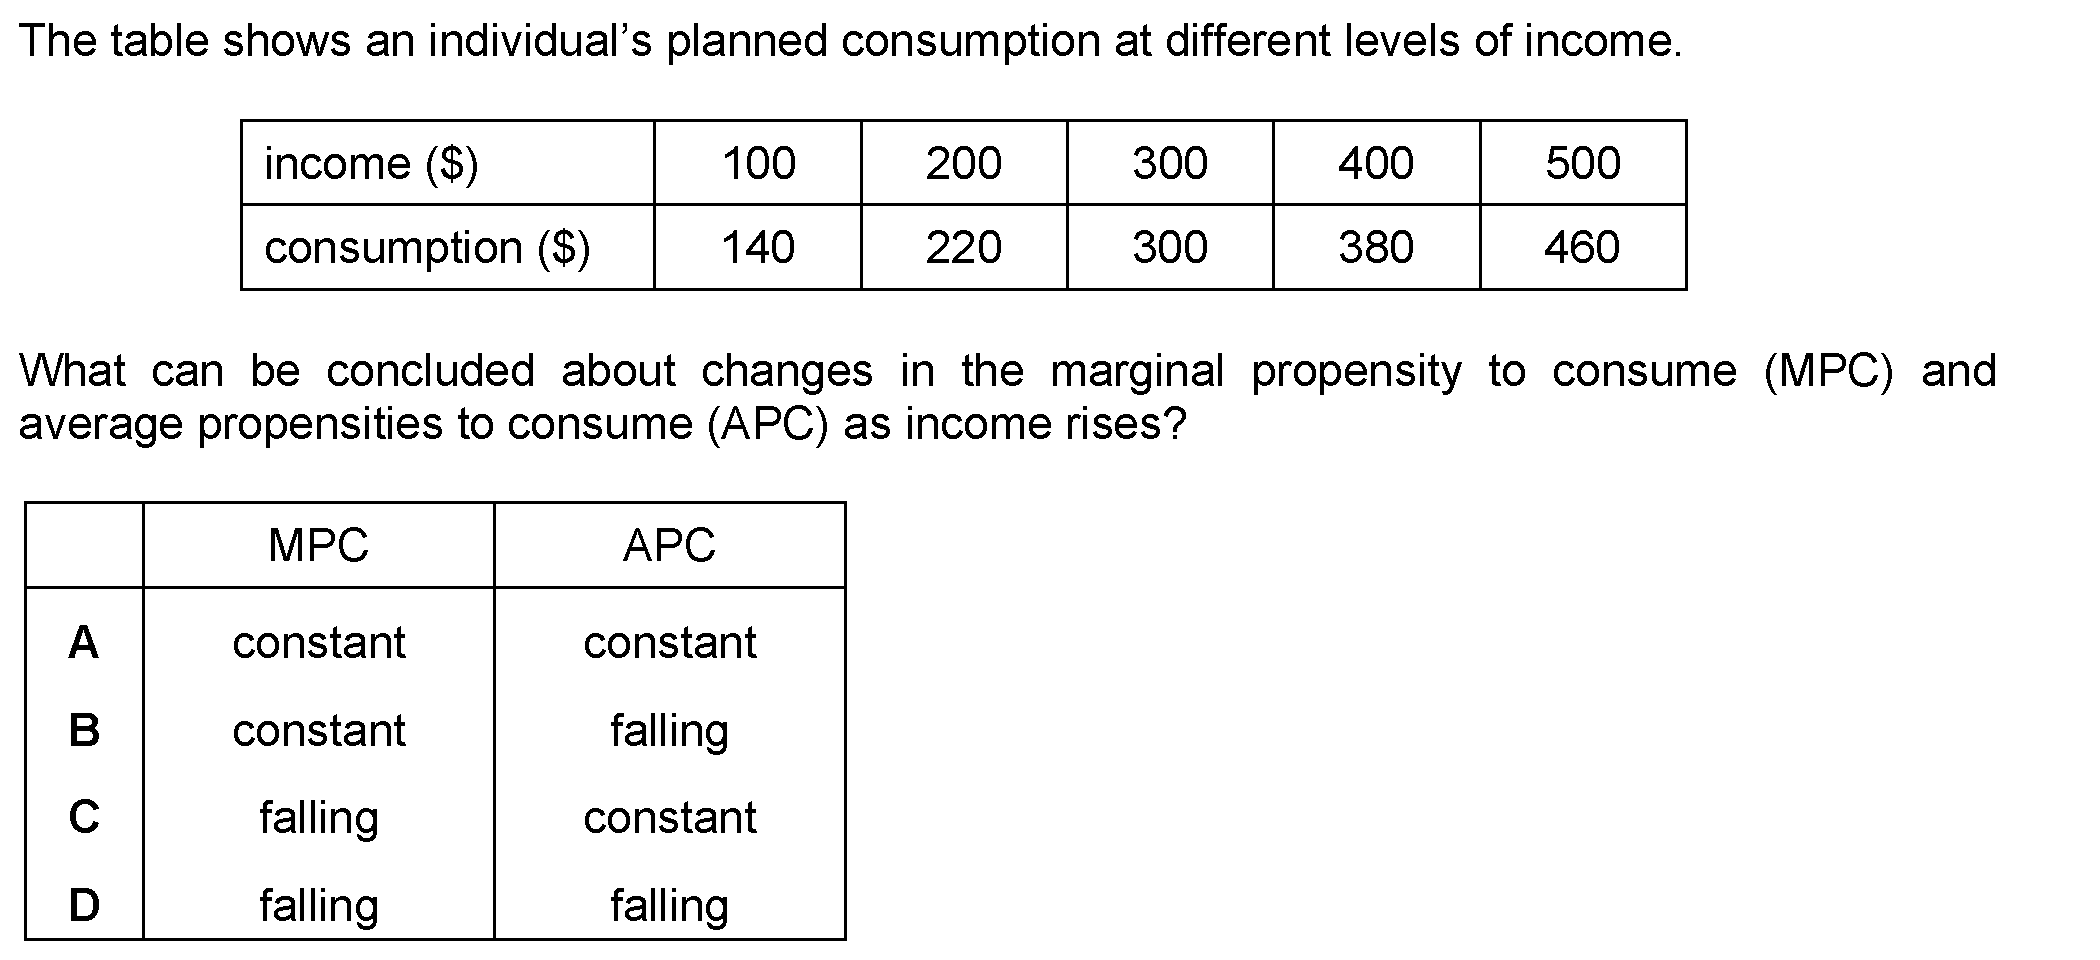 The table shows an individual’s planned consumption at different levels of income.
income ($) 100 200 300 400 500
consumption ($) 140 220 300 380 460
What can be concluded about changes in the marginal propensity to consume (MPC) and
average propensities to consume (APC) as income rises?
MPC APC
A constant constant
B constant falling
C falling constant
D falling falling